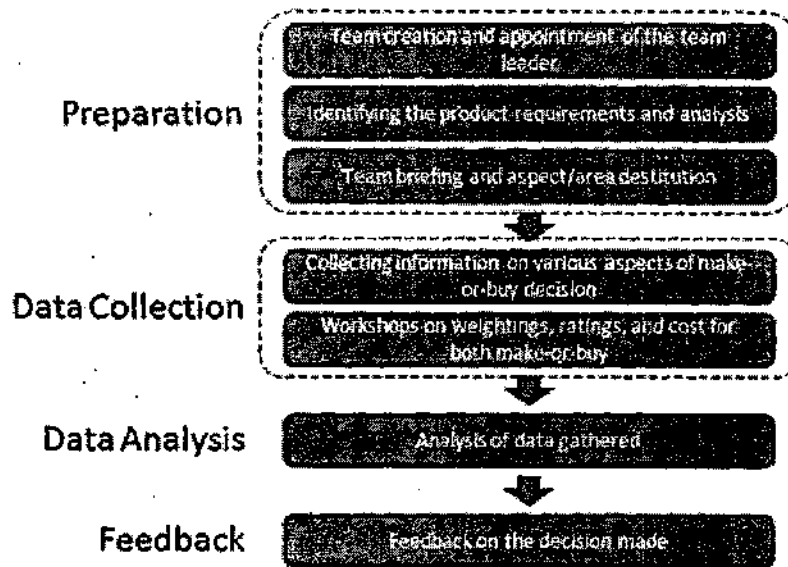 Team creation and appointment of the team
leader
Preparation
Identifying the product requirements and analysis
Team briefing and aspect/area destitution
Collecting information on various aspects of make-
or-buy decision
Data Collection
Workshops on weightings, ratings, and cost for
both make-or-buy
Data Analysis
Analysis of data gathered
Feedback
Feedback on the decision made